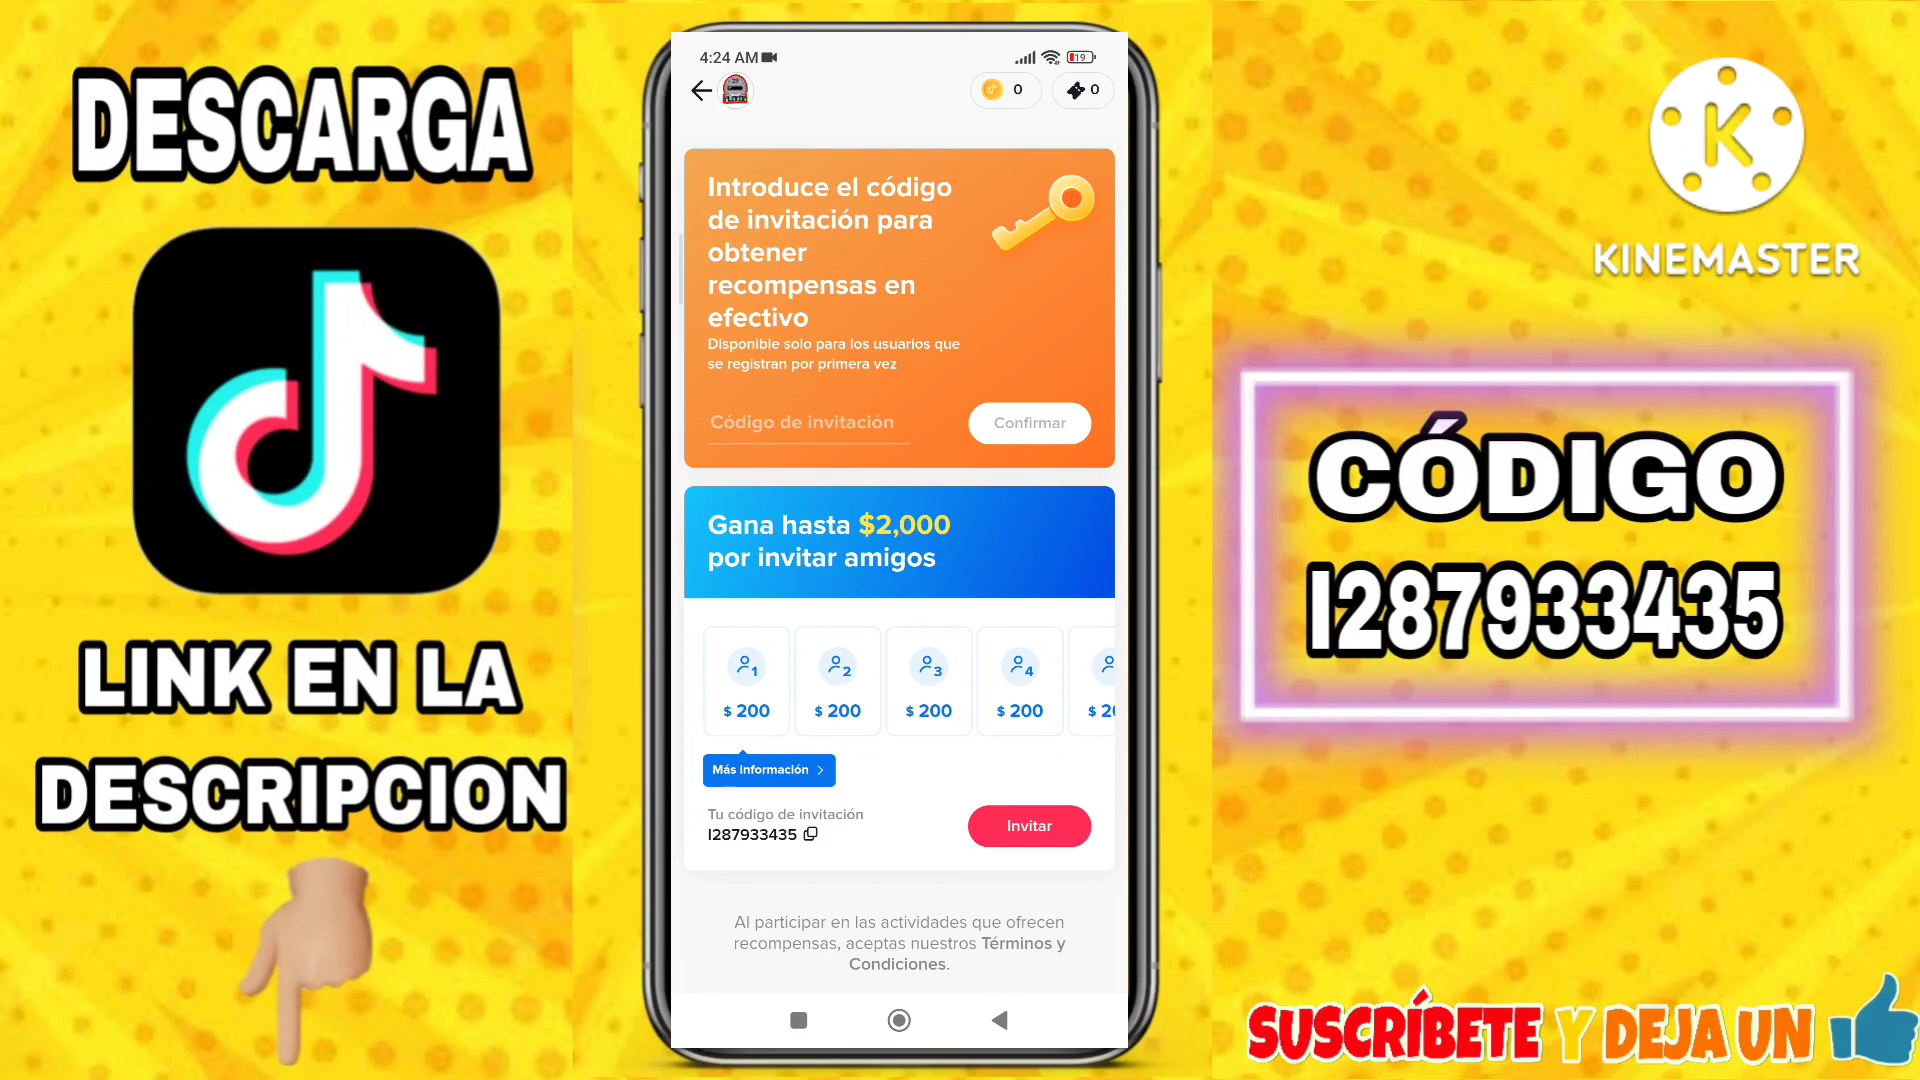 DESCARGA
LINK EN LA
DESCRIPCION
4:24 AM
19
0
0
Introduce el código
de invitación para
obtener
recompensas en
efectivo
Disponible solo para los usuarios que
se registran por primera vez
Código de invitación
Confirmar
Gana hasta $2,000
por invitar amigos
1
2
3
4
$ 200
$ 200
$ 200
$ 200
Más información >
Tu código de invitación
I287933435
Invitar
Al participar en las actividades que ofrecen
recompensas, aceptas nuestros Términos y
Condiciones.
K
KINEMASTER
CÓDIGO
I287933435
SUSCRÍBETE Y DEJA UN